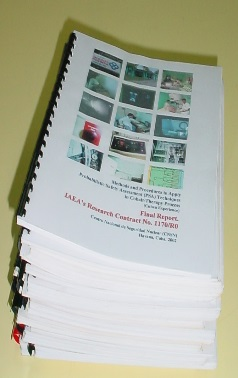 Methods and Procedures to Apply
Probabilistic Safety Assessment (PSA) Techniques
to Cobalt-Therapy Process
(Cuban Experience)
Final Report.
IAEA's Research Contract No. 11170/R0
Centro Nacional de Seguridad Nuclear (CNSN)
Havana, Cuba, 2002